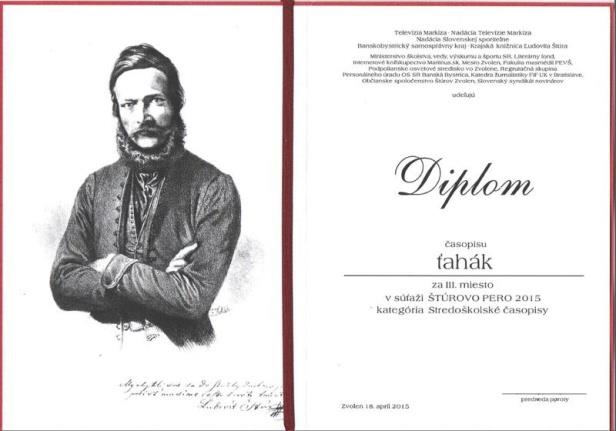 Televízia Markíza · Nadácia Televízie Markíza
Nadácia Slovenskej sporiteľne
Banskobystrický samosprávny kraj · Krajská knižnica Ľudovíta Štúra
Ministerstvo školstva, vedy, výskumu a športu SR, Literárny fond,
Internetové kníhkupectvo Martinus.sk, Mesto Zvolen, Fakulta masmédií PEVŠ,
Podpolianske osvetové stredisko vo Zvolene, Regrutačná skupina
Personálneho úradu OS SR Banská Bystrica, Katedra žurnalistiky FiF UK v Bratislave,
Občianske spoločenstvo Štúrov Zvolen, Slovenský syndikát novinárov
udeľujú
Diplom
časopisu
ťahák
za III. miesto
v súťaži ŠTÚROVO PERO 2015
kategória Stredoškolské časopisy
predseda poroty
Zvolen 18. apríl 2015